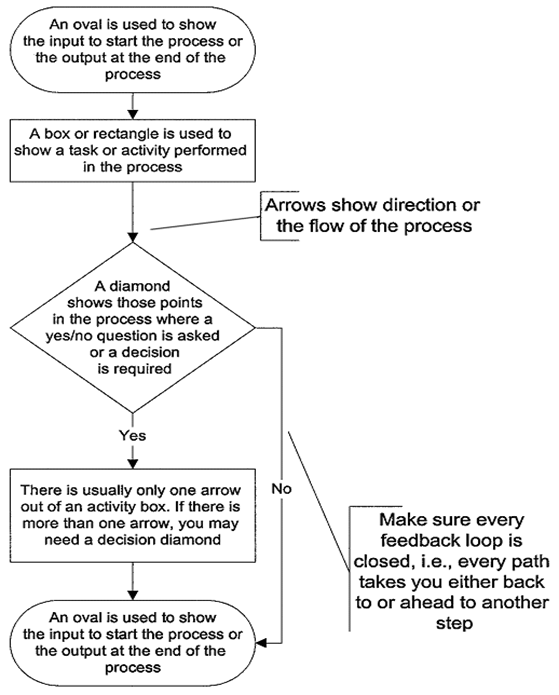 An oval is used to show
the input to start the process or
the output at the end of the
process
A box or rectangle is used to
show a task or activity performed
in the process
Arrows show direction or
the flow of the process
A diamond
shows those points
in the process where a
yes/no question is asked
or a decision
is required
Yes
No
There is usually only one arrow
out of an activity box. If there is
more than one arrow, you may
need a decision diamond
Make sure every
feedback loop is
closed, i.e., every path
takes you either back
to or ahead to another
step
An oval is used to show
the input to start the process or
the output at the end of the
process